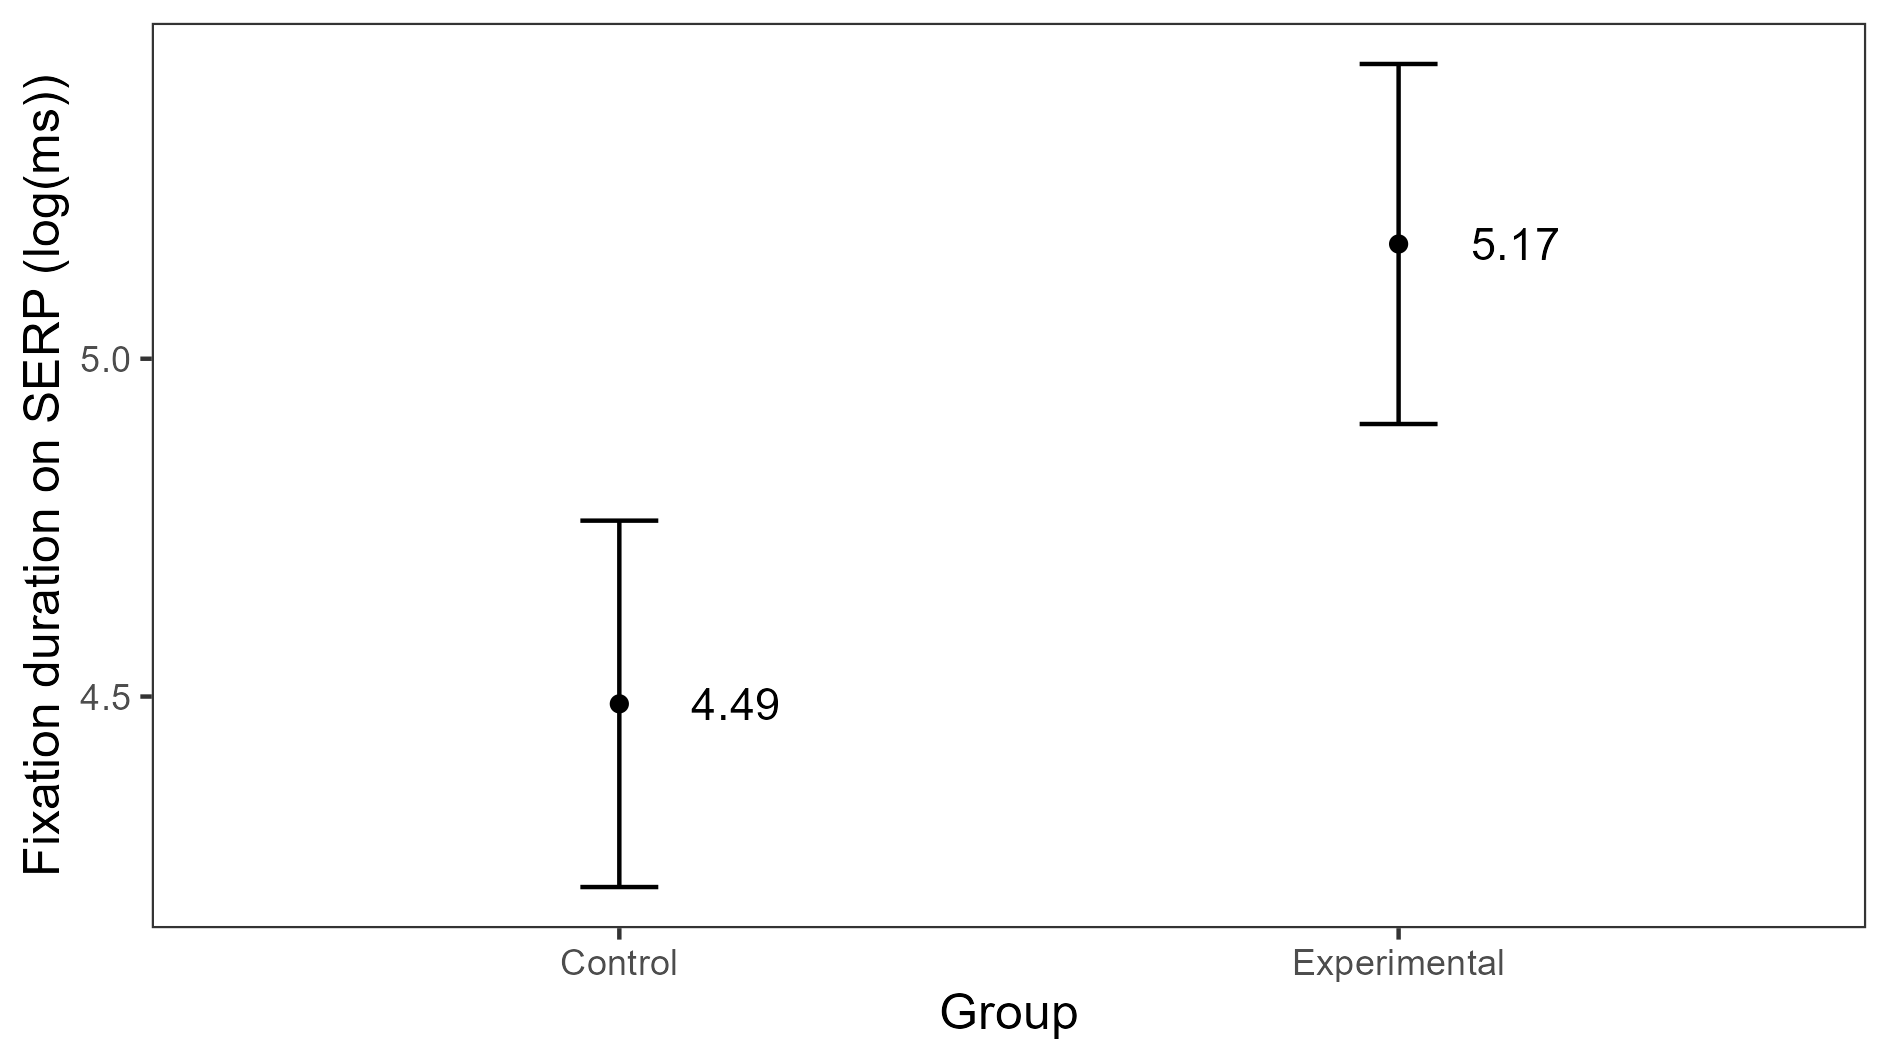 Fixation duration on SERP (log(ms))
5.0
4.5
5.17
4.49
Control
Experimental
Group